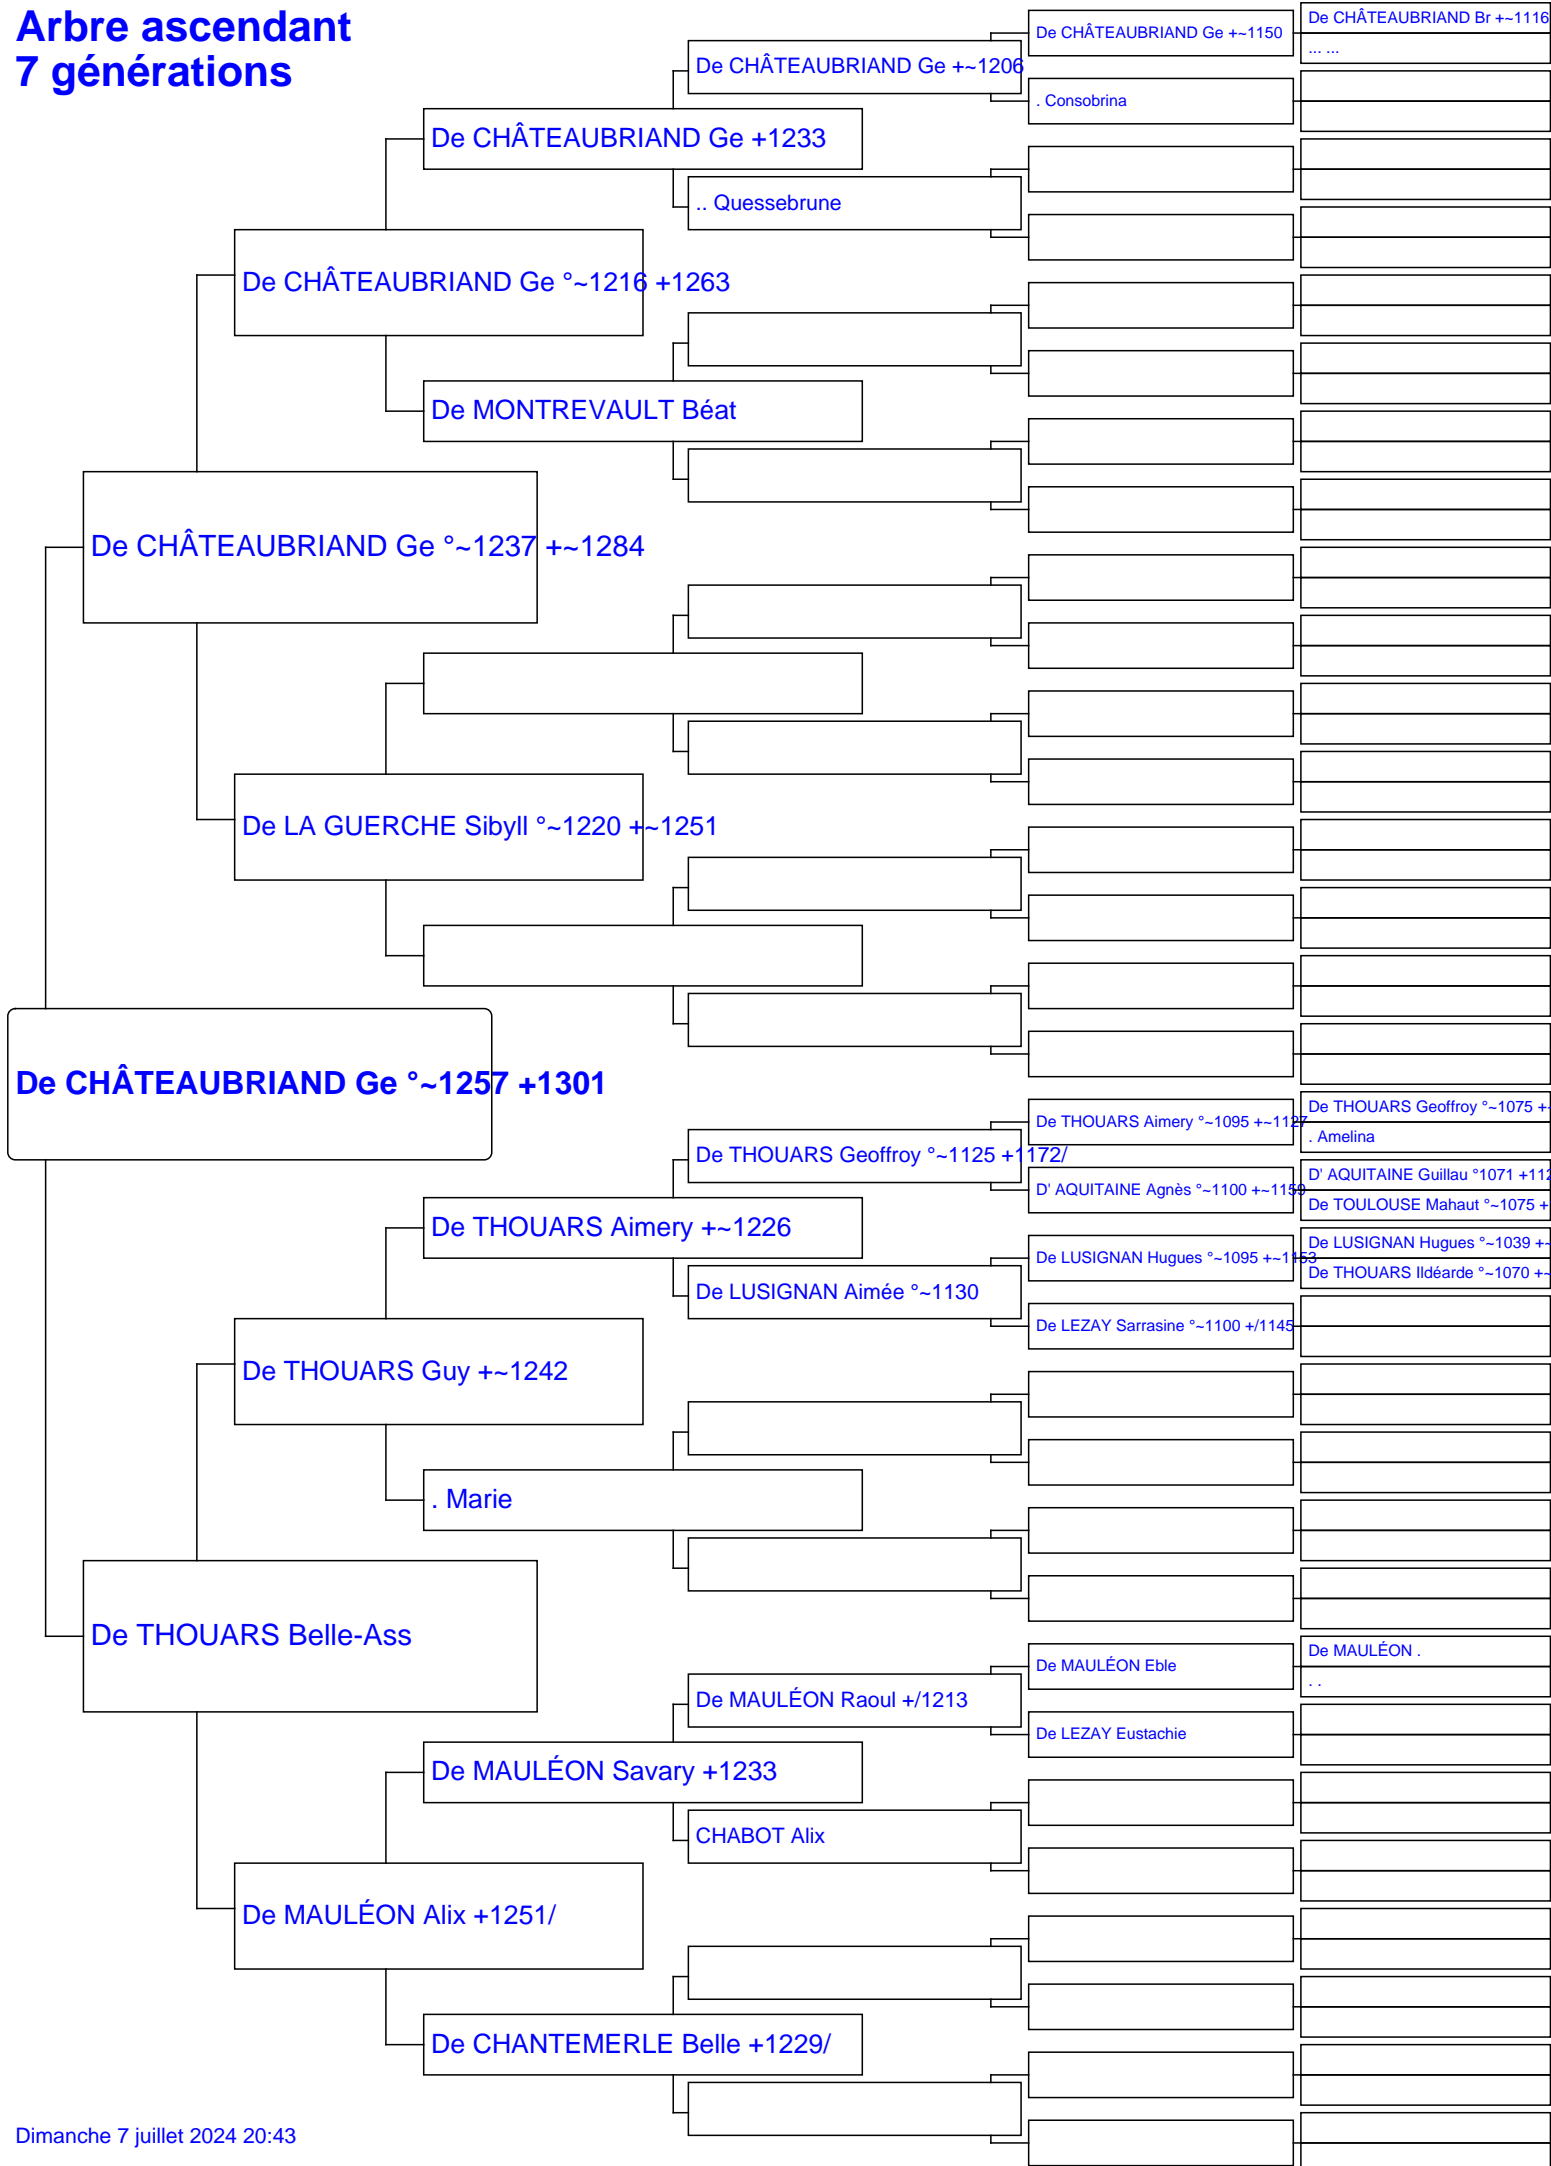 Arbre ascendant
7 générations
De CHÂTEAUBRIAND Br +~1116
De CHÂTEAUBRIAND Ge +~1150
... ...
De CHÂTEAUBRIAND Ge +~1206
. Consobrina
De CHÂTEAUBRIAND Ge +1233
.. Quessebrune
De CHÂTEAUBRIAND Ge °~1216 +1263
De MONTREVAULT Béat
De CHÂTEAUBRIAND Ge °~1237 +~1284
De LA GUERCHE Sibyll °~1220 +~1251
De CHÂTEAUBRIAND Ge °~1257 +1301
De THOUARS Geoffroy °~1075 +~
De THOUARS Aimery °~1095 +~1127
. Amelina
De THOUARS Geoffroy °~1125 +1172/
D' AQUITAINE Guillau °1071 +112
D' AQUITAINE Agnès °~1100 +~1159
De TOULOUSE Mahaut °~1075 +
De THOUARS Aimery +~1226
De LUSIGNAN Hugues °~1039 +~
De LUSIGNAN Hugues °~1095 +~1153
De THOUARS Ildéarde °~1070 +~
De LUSIGNAN Aimée °~1130
De LEZAY Sarrasine °~1100 +/1145
De THOUARS Guy +~1242
. Marie
De THOUARS Belle-Ass
De MAULÉON .
De MAULÉON Eble
. .
De MAULÉON Raoul +/1213
De LEZAY Eustachie
De MAULÉON Savary +1233
CHABOT Alix
De MAULÉON Alix +1251/
De CHANTEMERLE Belle +1229/
Dimanche 7 juillet 2024 20:43